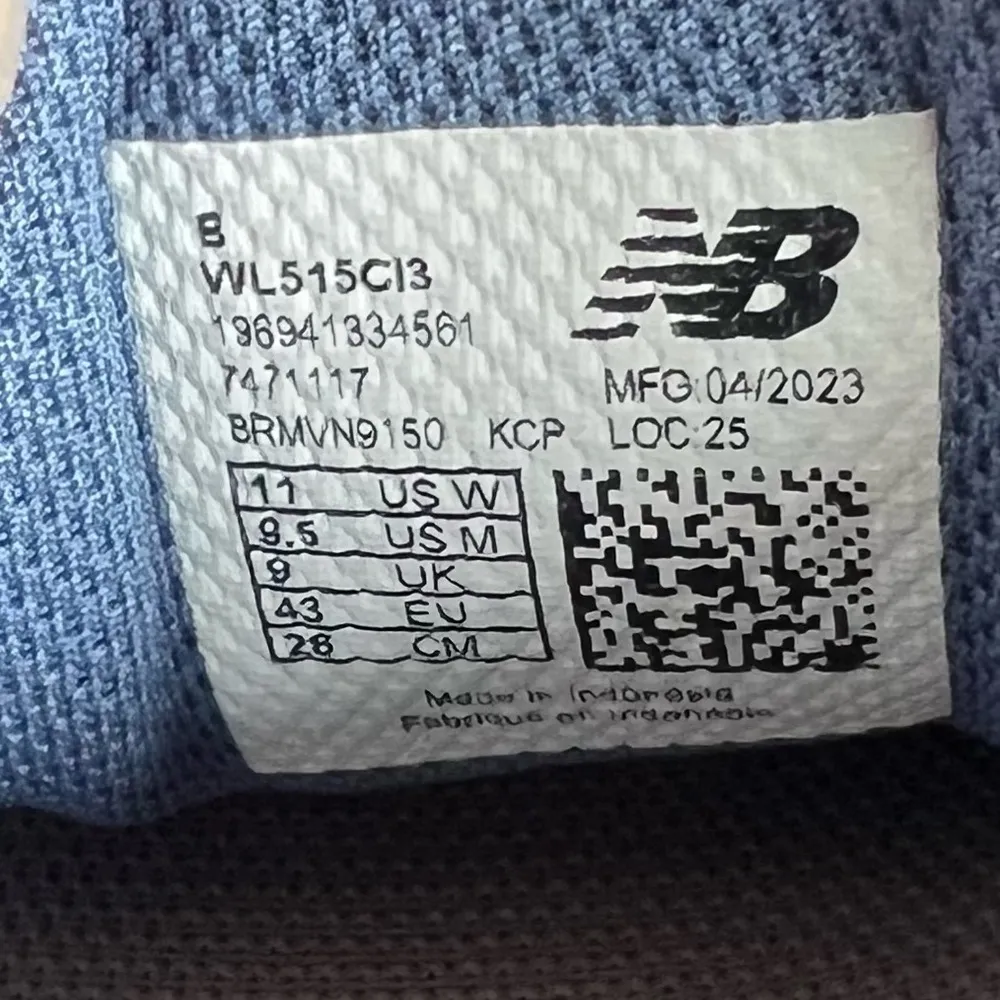 B
NB
WL515CI3
196941334561
7471117
MFG:04/2023
BRMVN9150 KCP LOC:25
11 US W
9.5 US M
9 UK
43 EU
28 CM
Made in Indonesia
Fabriqué en Indonésie